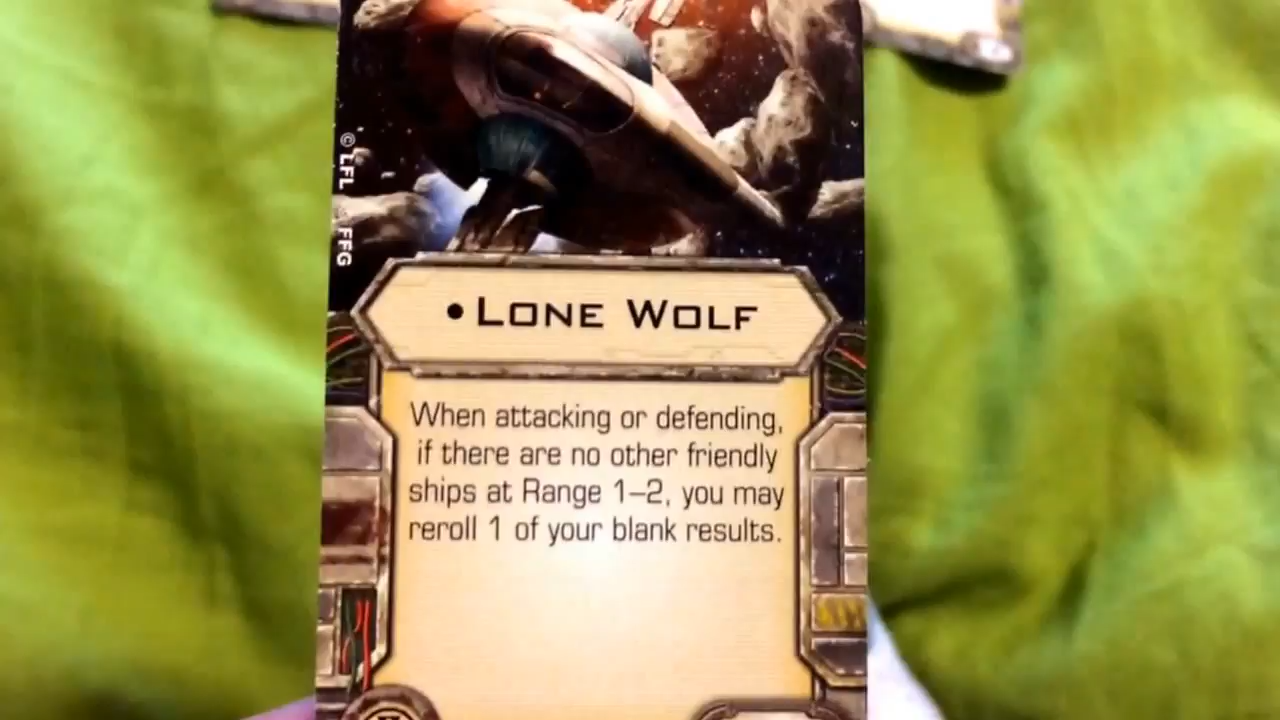 © LFL FFG
• LONE WOLF
When attacking or defending,
if there are no other friendly
ships at Range 1–2, you may
reroll 1 of your blank results.